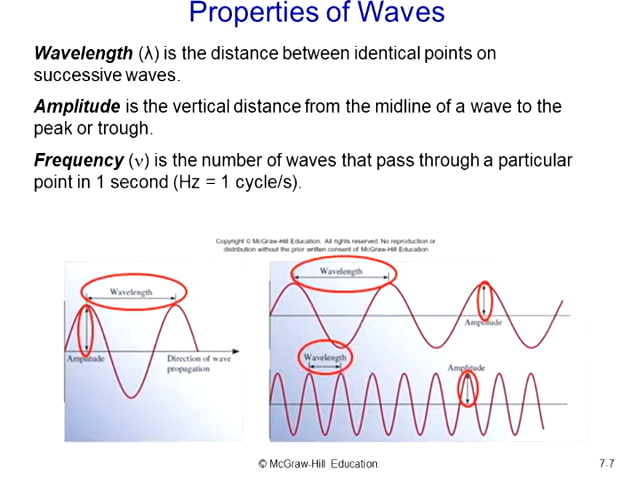 Properties of Waves
Wavelength (λ) is the distance between identical points on
successive waves.
Amplitude is the vertical distance from the midline of a wave to the
peak or trough.
Frequency (ν) is the number of waves that pass through a particular
point in 1 second (Hz = 1 cycle/s).
Copyright © McGraw-Hill Education. All rights reserved. No reproduction or
distribution without the prior written consent of McGraw-Hill Education.
Wavelength
Amplitude
Direction of wave
propagation
Wavelength
Amplitude
Wavelength
Amplitude
© McGraw-Hill Education.
7-7